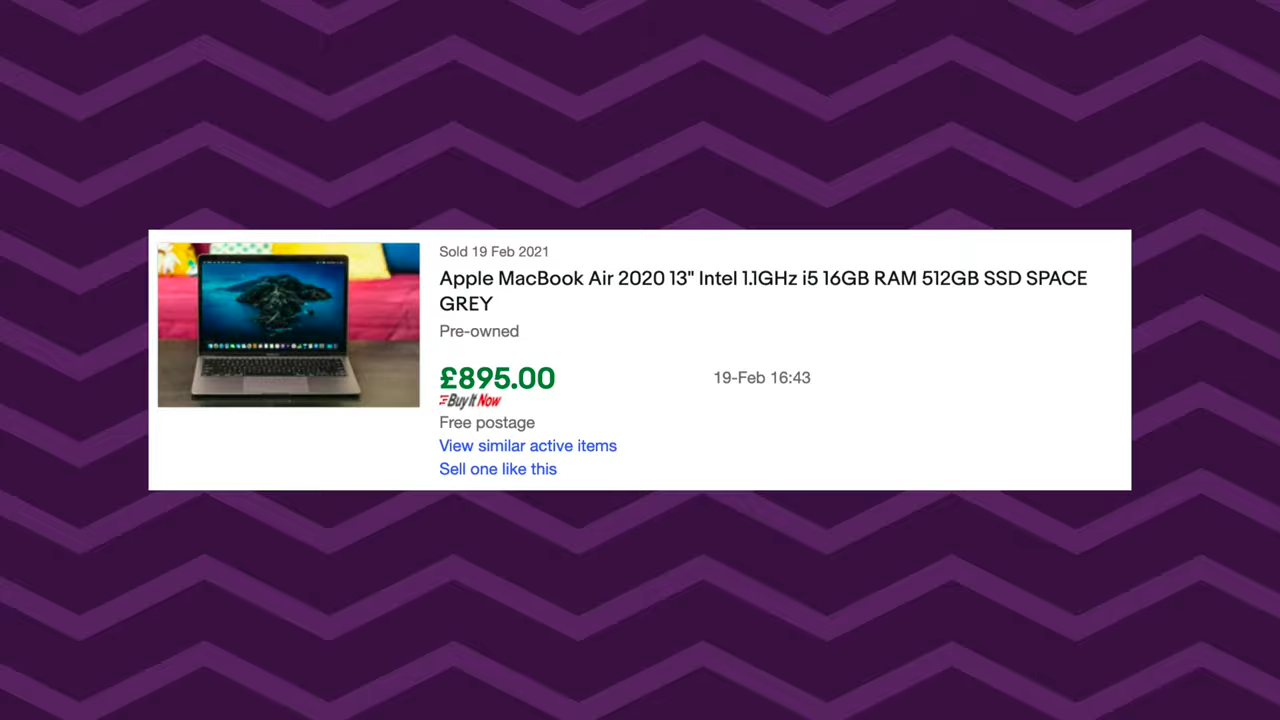 Sold 19 Feb 2021
Apple MacBook Air 2020 13" Intel 1.1GHz i5 16GB RAM 512GB SSD SPACE
GREY
Pre-owned
£895.00 19-Feb 16:43
Buy It Now
Free postage
View similar active items
Sell one like this